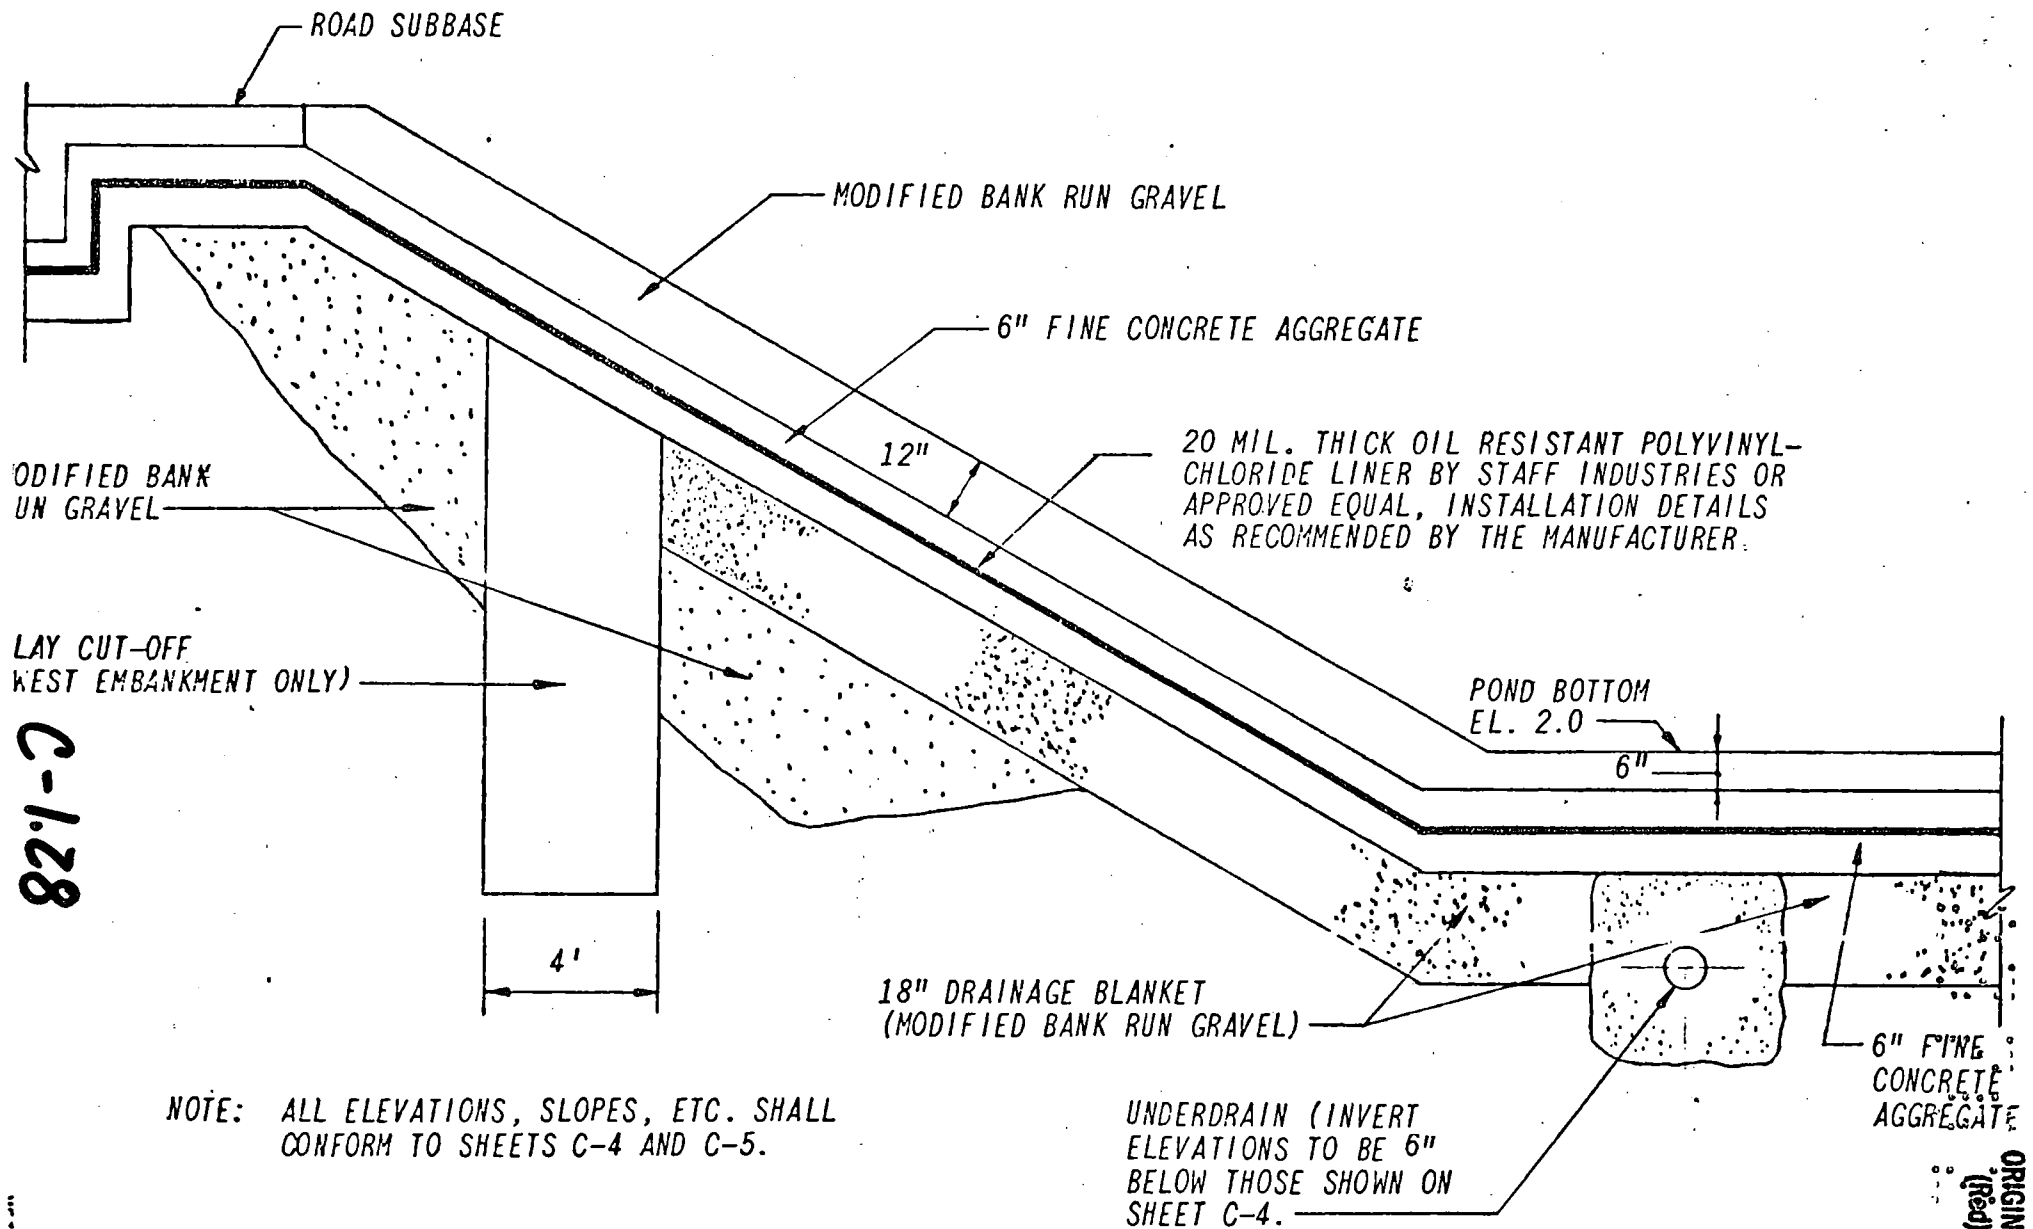 ROAD SUBBASE
MODIFIED BANK RUN GRAVEL
6" FINE CONCRETE AGGREGATE
12"
20 MIL. THICK OIL RESISTANT POLYVINYL-
CHLORIDE LINER BY STAFF INDUSTRIES OR
APPROVED EQUAL, INSTALLATION DETAILS
AS RECOMMENDED BY THE MANUFACTURER.
ODIFIED BANK
UN GRAVEL
LAY CUT-OFF
WEST EMBANKMENT ONLY)
POND BOTTOM
EL. 2.0
6"
C-1.28
4'
18" DRAINAGE BLANKET
(MODIFIED BANK RUN GRAVEL)
6" FINE
CONCRETE
AGGREGATE
NOTE: ALL ELEVATIONS, SLOPES, ETC. SHALL
CONFORM TO SHEETS C-4 AND C-5.
UNDERDRAIN (INVERT
ELEVATIONS TO BE 6"
BELOW THOSE SHOWN ON
SHEET C-4.
ORIGIN
(Red)